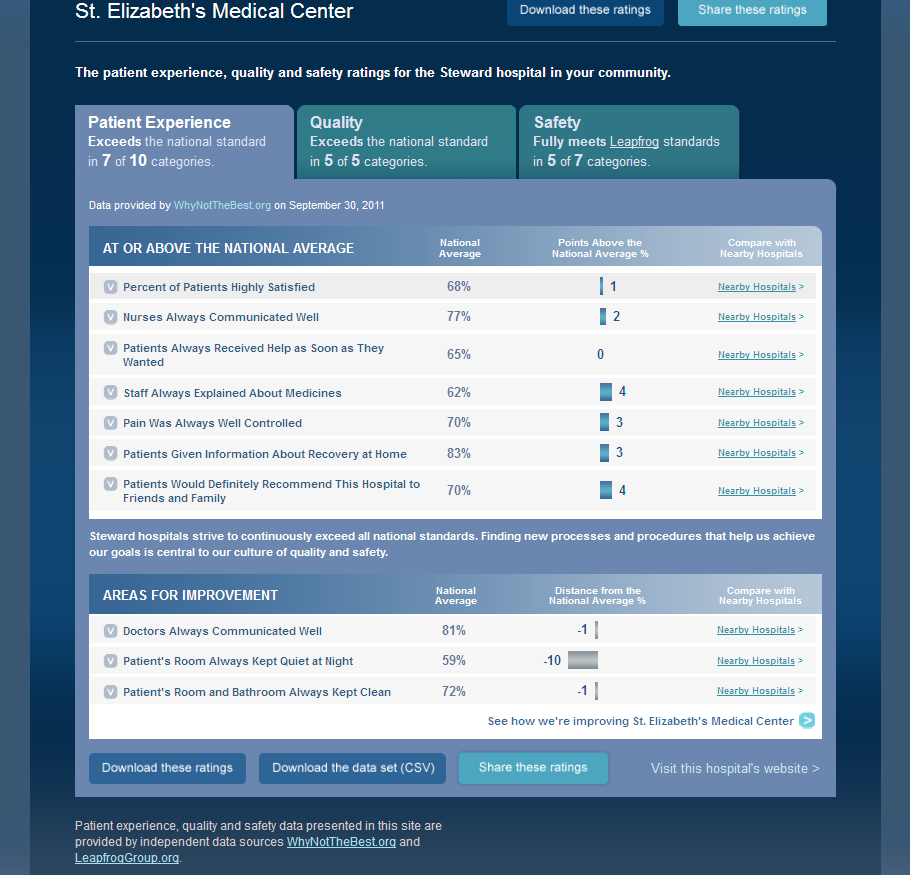 St. Elizabeth's Medical Center
Download these ratings
Share these ratings
The patient experience, quality and safety ratings for the Steward hospital in your community.
Patient Experience
Exceeds the national standard
in 7 of 10 categories.
Quality
Exceeds the national standard
in 5 of 5 categories.
Safety
Fully meets Leapfrog standards
in 5 of 7 categories.
Data provided by WhyNotTheBest.org on September 30, 2011
AT OR ABOVE THE NATIONAL AVERAGE
National
Average
Points Above the
National Average %
Compare with
Nearby Hospitals
V Percent of Patients Highly Satisfied 68% 1 Nearby Hospitals >
V Nurses Always Communicated Well 77% 2 Nearby Hospitals >
V Patients Always Received Help as Soon as They
Wanted
65% 0 Nearby Hospitals >
V Staff Always Explained About Medicines 62% 4 Nearby Hospitals >
V Pain Was Always Well Controlled 70% 3 Nearby Hospitals >
V Patients Given Information About Recovery at Home 83% 3 Nearby Hospitals >
V Patients Would Definitely Recommend This Hospital to
Friends and Family
70% 4 Nearby Hospitals >
Steward hospitals strive to continuously exceed all national standards. Finding new processes and procedures that help us achieve
our goals is central to our culture of quality and safety.
AREAS FOR IMPROVEMENT
National
Average
Distance from the
National Average %
Compare with
Nearby Hospitals
V Doctors Always Communicated Well 81% -1 Nearby Hospitals >
V Patient's Room Always Kept Quiet at Night 59% -10 Nearby Hospitals >
V Patient's Room and Bathroom Always Kept Clean 72% -1 Nearby Hospitals >
See how we're improving St. Elizabeth's Medical Center >
Download these ratings
Download the data set (CSV)
Share these ratings
Visit this hospital's website >
Patient experience, quality and safety data presented in this site are
provided by independent data sources WhyNotTheBest.org and
LeapfrogGroup.org.